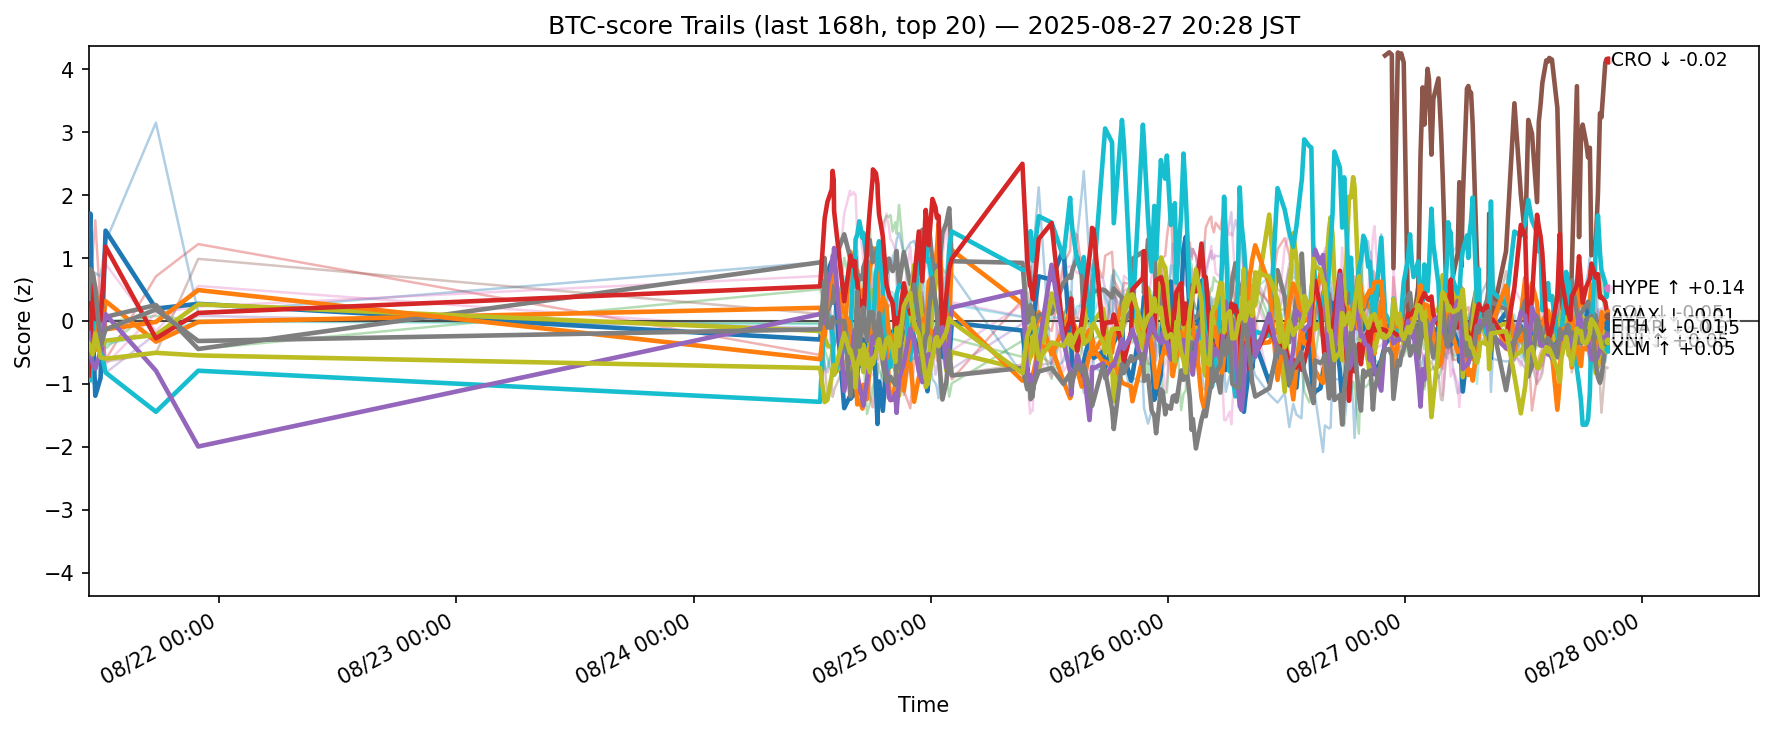 BTC-score Trails (last 168h, top 20) — 2025-08-27 20:28 JST
Score (z)
4
3
2
1
0
−1
−2
−3
−4
CRO ↓ -0.02
HYPE ↑ +0.14
AVAX ↓ -0.01
ETH ↓ -0.01
XLM ↑ +0.05
08/22 00:00
08/23 00:00
08/24 00:00
08/25 00:00
08/26 00:00
08/27 00:00
08/28 00:00
Time